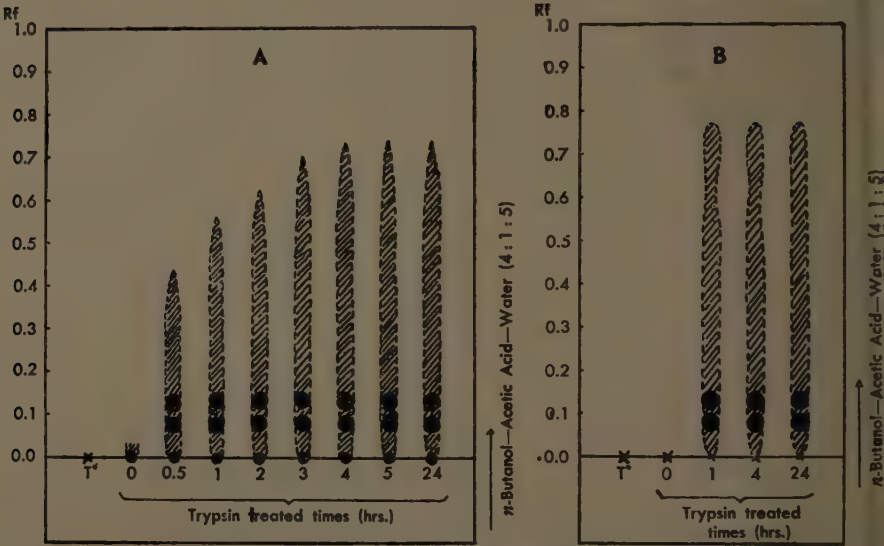 Rf
1.0
0.9
0.8
0.7
0.6
0.5
0.4
0.3
0.2
0.1
0.0
A
T* 0 0.5 1 2 3 4 5 24
Trypsin treated times (hrs.)
n-Butanol—Acetic Acid—Water (4:1:5)
Rf
1.0
0.9
0.8
0.7
0.6
0.5
0.4
0.3
0.2
0.1
0.0
B
T* 0 1 4 24
Trypsin treated
times (hrs.)
n-Butanol—Acetic Acid—Water (4:1:5)